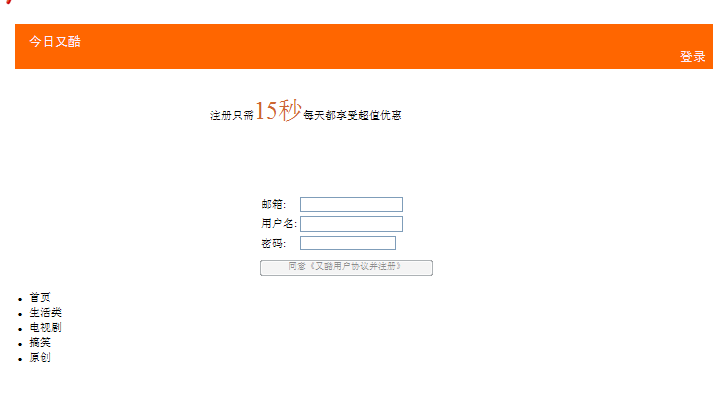 今日又酷
登录
注册只需15秒每天都享受超值优惠
邮箱:
用户名:
密码:
同意《又酷用户协议并注册》
首页
生活类
电视剧
搞笑
原创